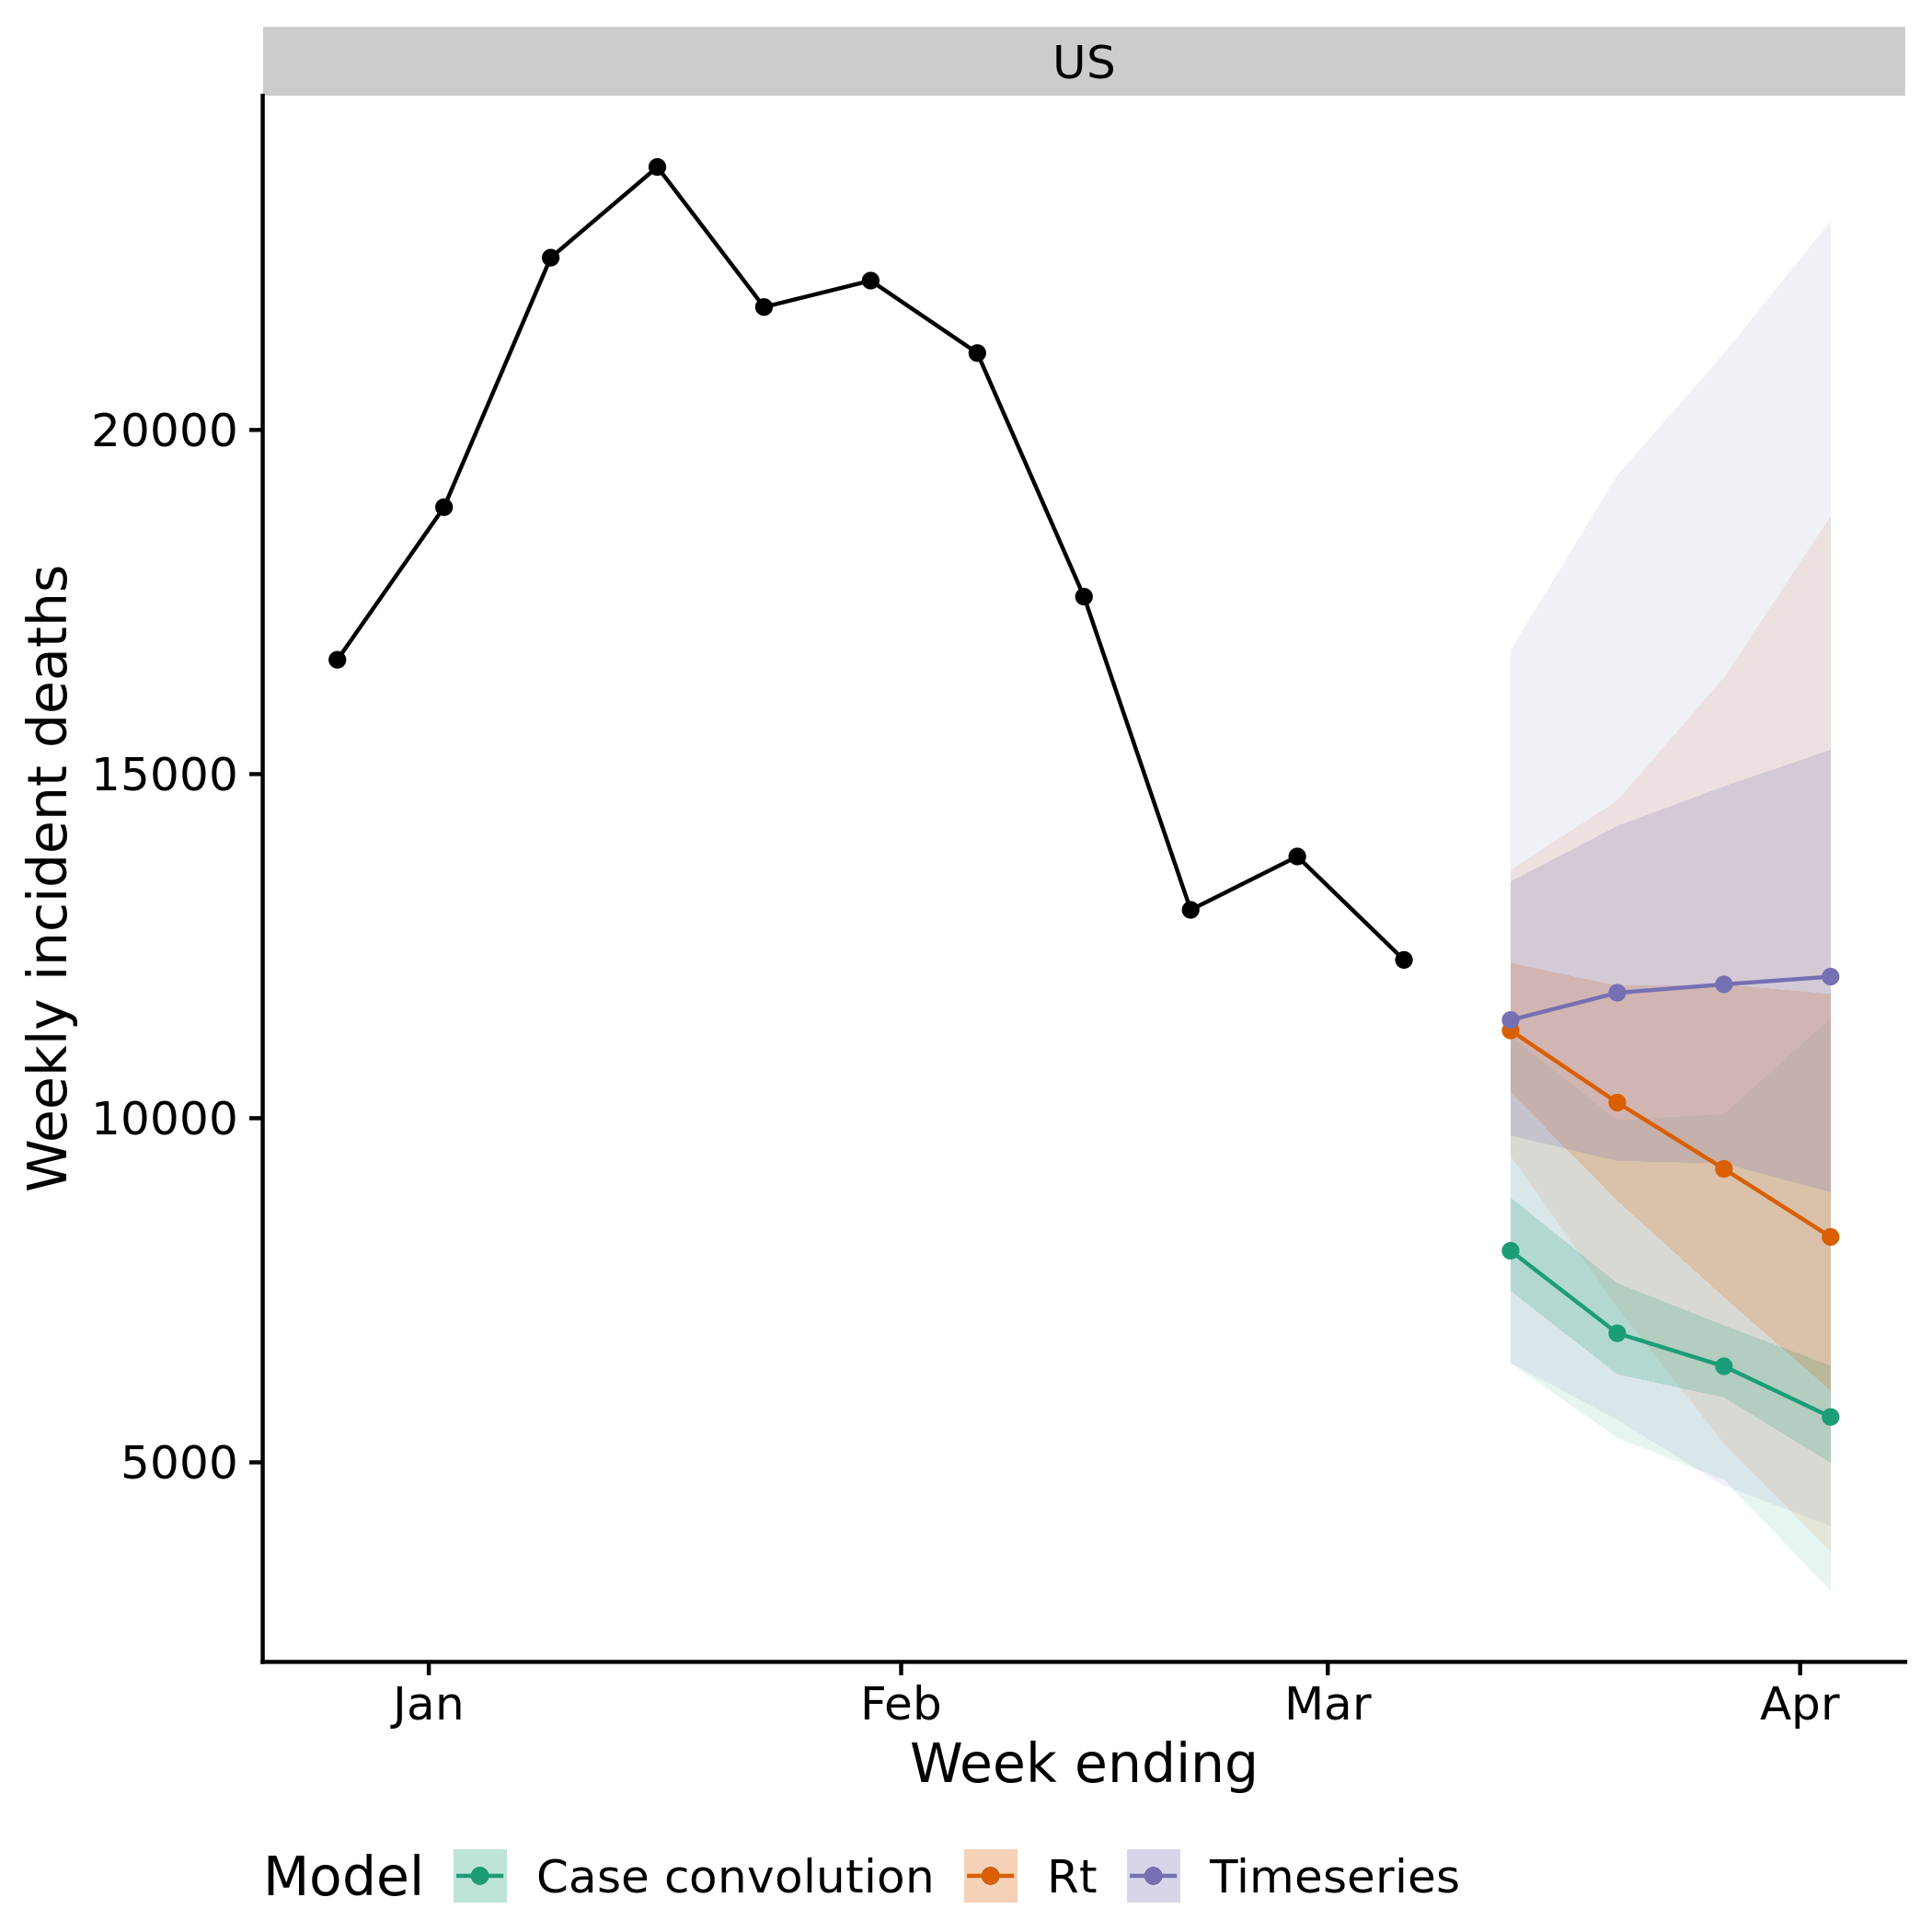 US
Weekly incident deaths
20000
15000
10000
5000
Jan Feb Mar Apr
Week ending
Model Case convolution Rt Timeseries